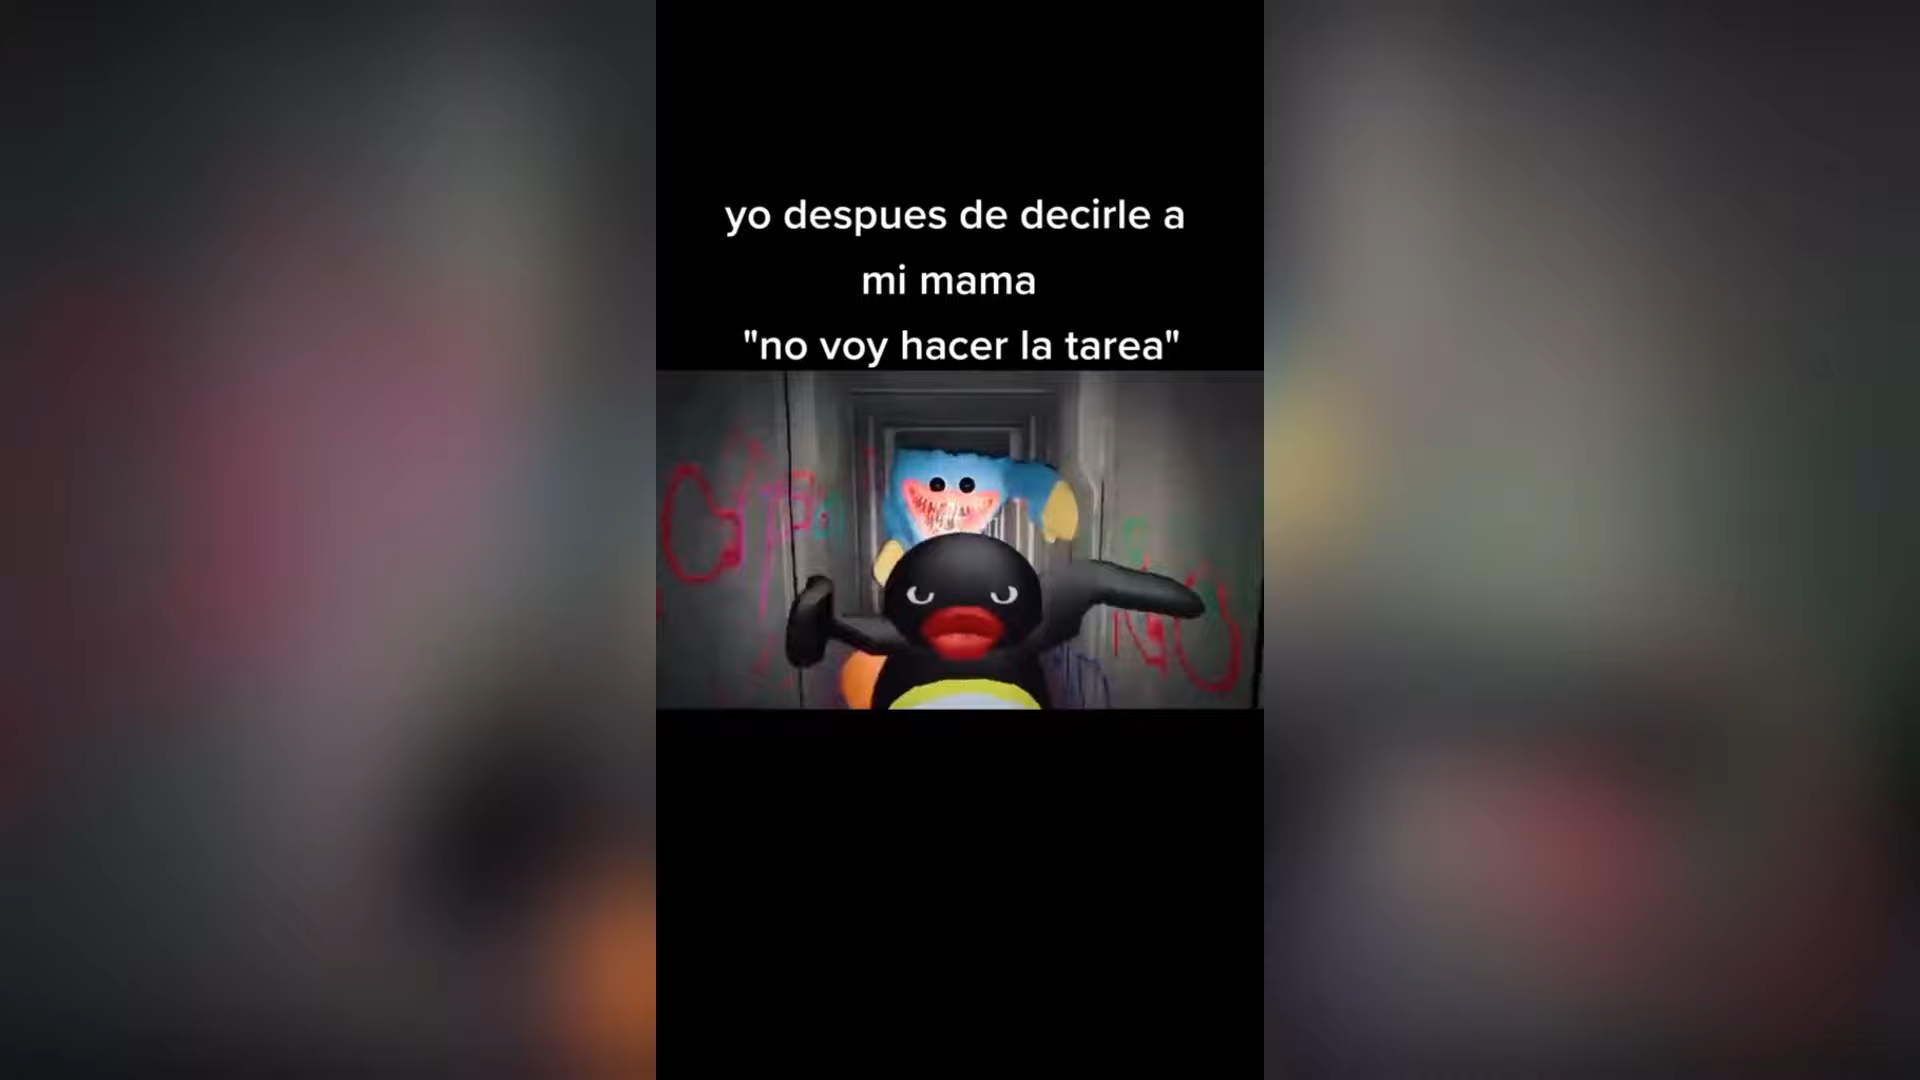 yo despues de decirle a
mi mama
"no voy hacer la tarea"